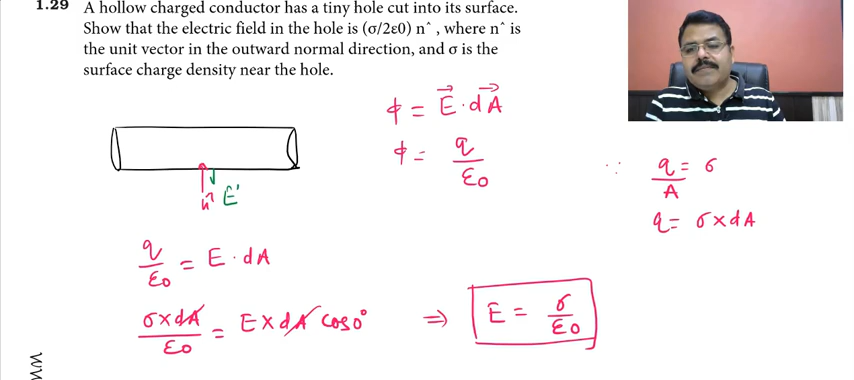 1.29 A hollow charged conductor has a tiny hole cut into its surface.
Show that the electric field in the hole is (σ/2ε0) n^ , where n^ is
the unit vector in the outward normal direction, and σ is the
surface charge density near the hole.
ϕ = E⃗ · dA⃗
ϕ = q/ε₀
∵ q/A = σ
q = σ × dA
n^ E'
q/ε₀ = E · dA
σ × dA/ε₀ = E × dA cos0° ⇒ E = σ/ε₀